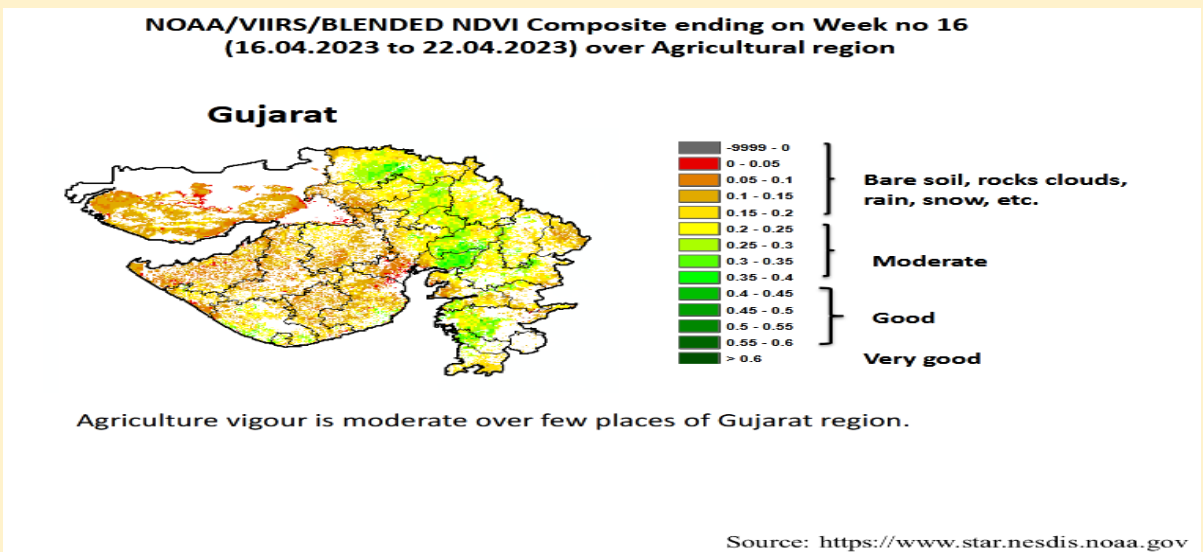 NOAA/VIIRS/BLENDED NDVI Composite ending on Week no 16
(16.04.2023 to 22.04.2023) over Agricultural region
Gujarat
-9999 - 0
0 - 0.05
0.05 - 0.1
0.1 - 0.15
0.15 - 0.2
0.2 - 0.25
0.25 - 0.3
0.3 - 0.35
0.35 - 0.4
0.4 - 0.45
0.45 - 0.5
0.5 - 0.55
0.55 - 0.6
> 0.6
Bare soil, rocks clouds,
rain, snow, etc.
Moderate
Good
Very good
Agriculture vigour is moderate over few places of Gujarat region.
Source: https://www.star.nesdis.noaa.gov